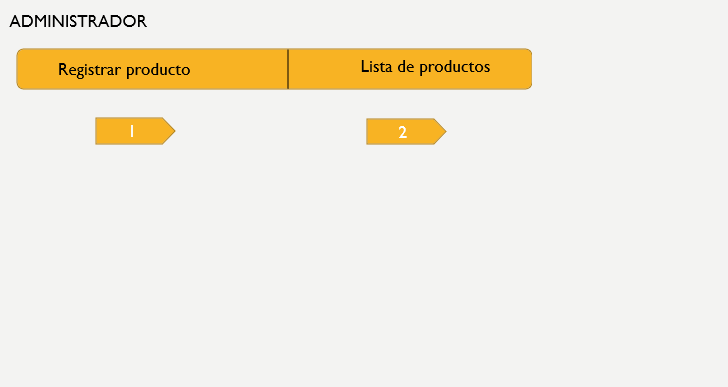 ADMINISTRADOR
Registrar producto
Lista de productos
1
2